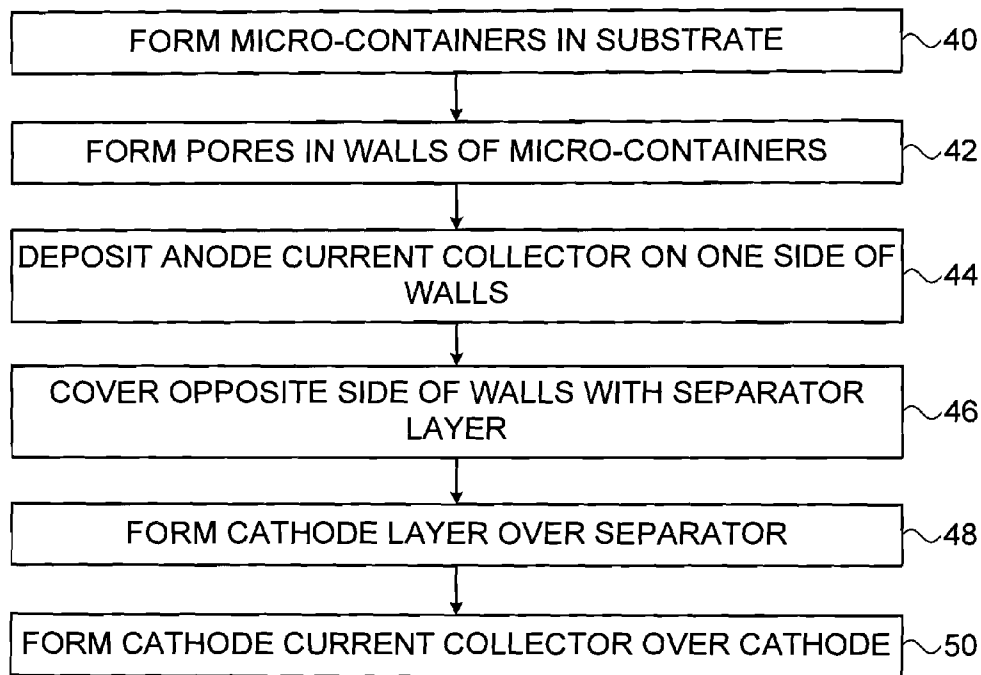 FORM MICRO-CONTAINERS IN SUBSTRATE 40
FORM PORES IN WALLS OF MICRO-CONTAINERS 42
DEPOSIT ANODE CURRENT COLLECTOR ON ONE SIDE OF
WALLS 44
COVER OPPOSITE SIDE OF WALLS WITH SEPARATOR
LAYER 46
FORM CATHODE LAYER OVER SEPARATOR 48
FORM CATHODE CURRENT COLLECTOR OVER CATHODE 50